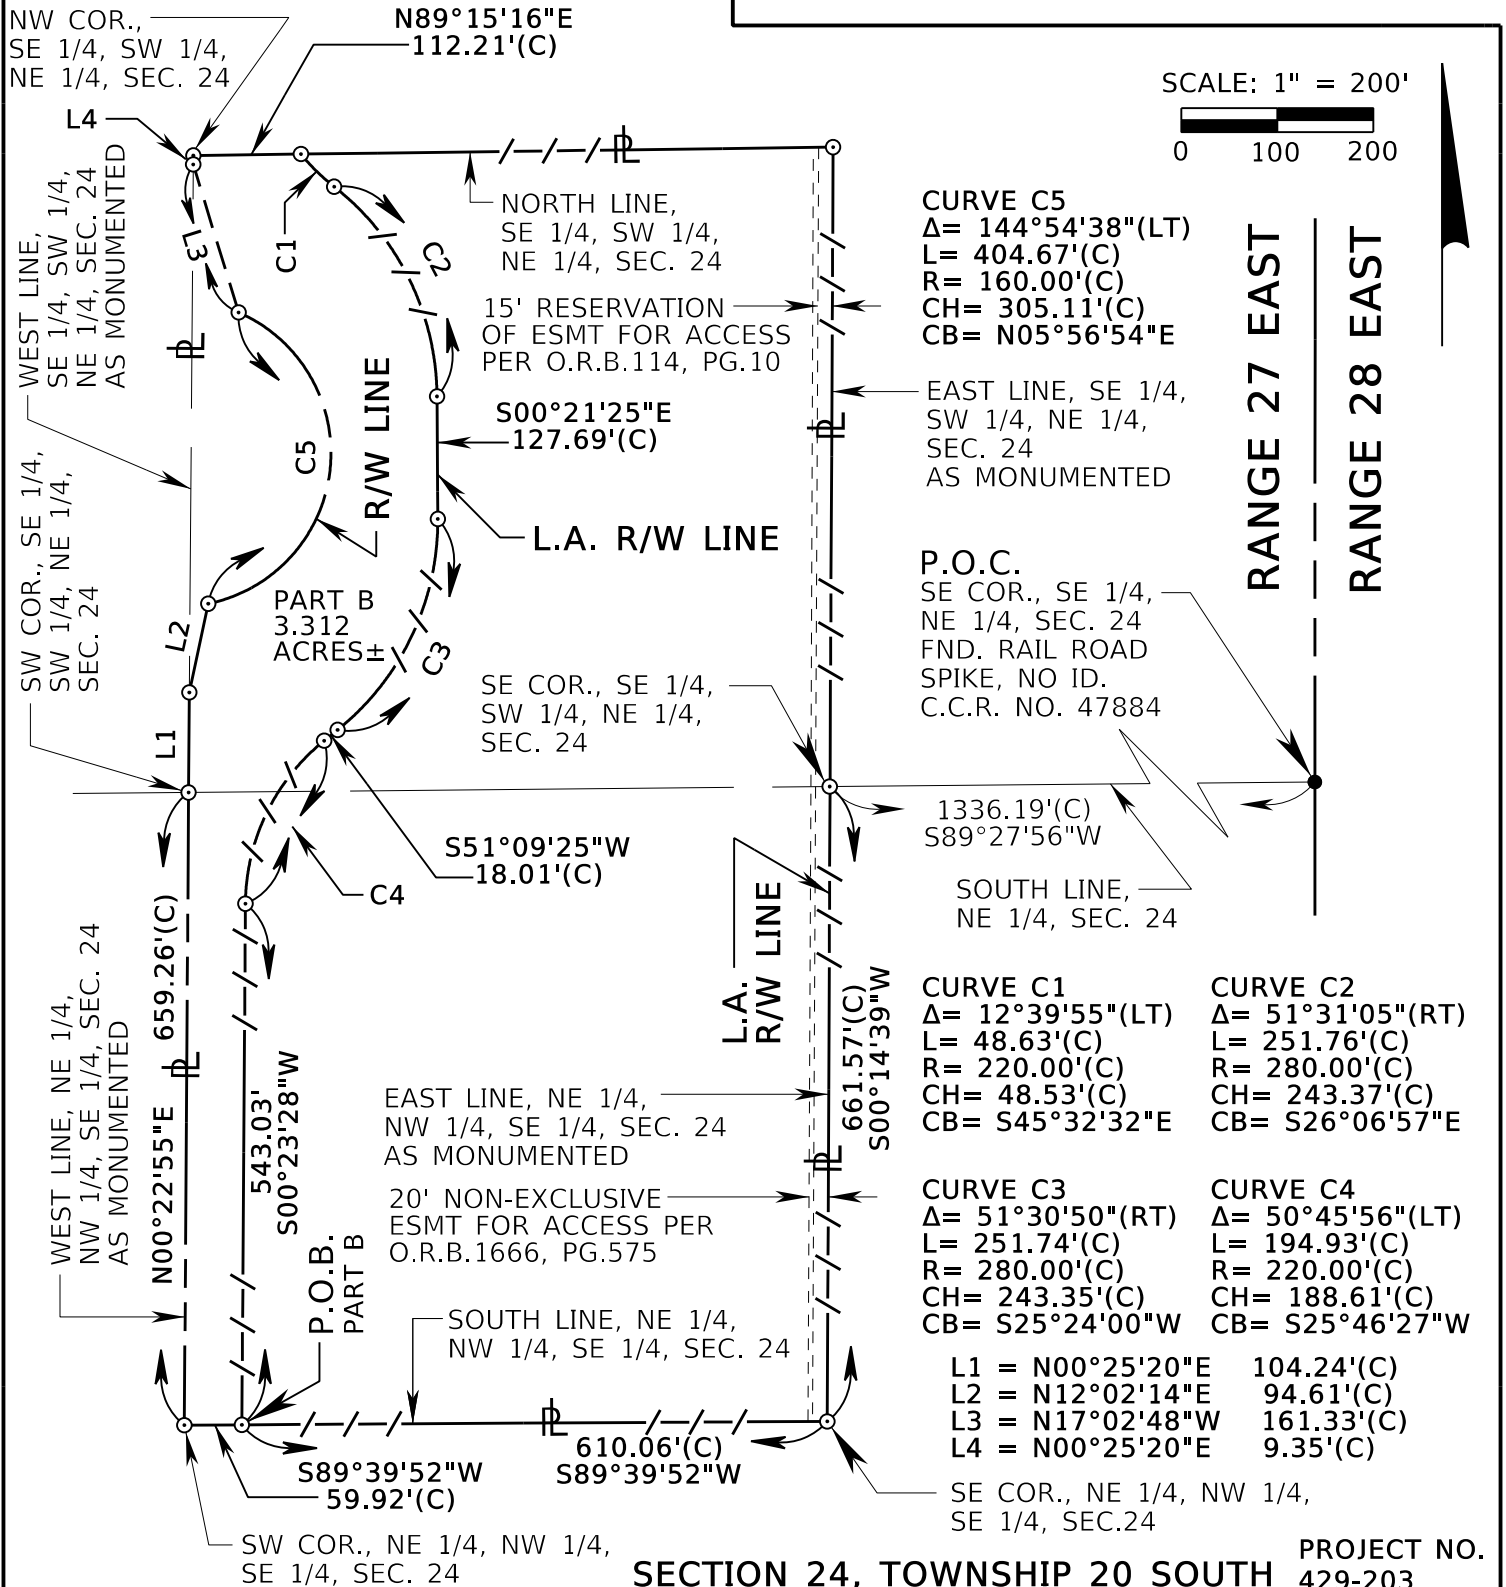 NW COR.,
SE 1/4, SW 1/4,
NE 1/4, SEC. 24
N89°15'16"E
112.21'(C)
SCALE: 1" = 200'
0 100 200
L4
WEST LINE,
SE 1/4, SW 1/4,
NE 1/4, SEC. 24
AS MONUMENTED
L3
C1
C2
NORTH LINE,
SE 1/4, SW 1/4,
NE 1/4, SEC. 24
PL
15' RESERVATION
OF ESMT FOR ACCESS
PER O.R.B.114, PG.10
CURVE C5
Δ= 144°54'38"(LT)
L= 404.67'(C)
R= 160.00'(C)
CH= 305.11'(C)
CB= N05°56'54"E
RANGE 27 EAST
RANGE 28 EAST
PL
S00°21'25"E
127.69'(C)
PL
EAST LINE, SE 1/4,
SW 1/4, NE 1/4,
SEC. 24
AS MONUMENTED
C5
R/W LINE
L.A. R/W LINE
SW COR., SE 1/4,
SW 1/4, NE 1/4,
SEC. 24
P.O.C.
SE COR., SE 1/4,
NE 1/4, SEC. 24
FND. RAIL ROAD
SPIKE, NO ID.
C.C.R. NO. 47884
L2
PART B
3.312
ACRES±
C3
SE COR., SE 1/4,
SW 1/4, NE 1/4,
SEC. 24
L1
1336.19'(C)
S89°27'56"W
S51°09'25"W
18.01'(C)
C4
SOUTH LINE,
NE 1/4, SEC. 24
L.A.
R/W LINE
WEST LINE, NE 1/4,
NW 1/4, SE 1/4, SEC. 24
AS MONUMENTED
N00°22'55"E 659.26'(C)
PL
543.03'
S00°23'28"W
661.57'(C)
S00°14'39"W
CURVE C1
Δ= 12°39'55"(LT)
L= 48.63'(C)
R= 220.00'(C)
CH= 48.53'(C)
CB= S45°32'32"E
CURVE C2
Δ= 51°31'05"(RT)
L= 251.76'(C)
R= 280.00'(C)
CH= 243.37'(C)
CB= S26°06'57"E
EAST LINE, NE 1/4,
NW 1/4, SE 1/4, SEC. 24
AS MONUMENTED
PL
20' NON-EXCLUSIVE
ESMT FOR ACCESS PER
O.R.B.1666, PG.575
CURVE C3
Δ= 51°30'50"(RT)
L= 251.74'(C)
R= 280.00'(C)
CH= 243.35'(C)
CB= S25°24'00"W
CURVE C4
Δ= 50°45'56"(LT)
L= 194.93'(C)
R= 220.00'(C)
CH= 188.61'(C)
CB= S25°46'27"W
P.O.B.
PART B
SOUTH LINE, NE 1/4,
NW 1/4, SE 1/4, SEC. 24
L1 = N00°25'20"E 104.24'(C)
L2 = N12°02'14"E 94.61'(C)
L3 = N17°02'48"W 161.33'(C)
L4 = N00°25'20"E 9.35'(C)
PL
610.06'(C)
S89°39'52"W
S89°39'52"W
59.92'(C)
SE COR., NE 1/4, NW 1/4,
SE 1/4, SEC.24
SW COR., NE 1/4, NW 1/4,
SE 1/4, SEC. 24
SECTION 24, TOWNSHIP 20 SOUTH
PROJECT NO.
429-203